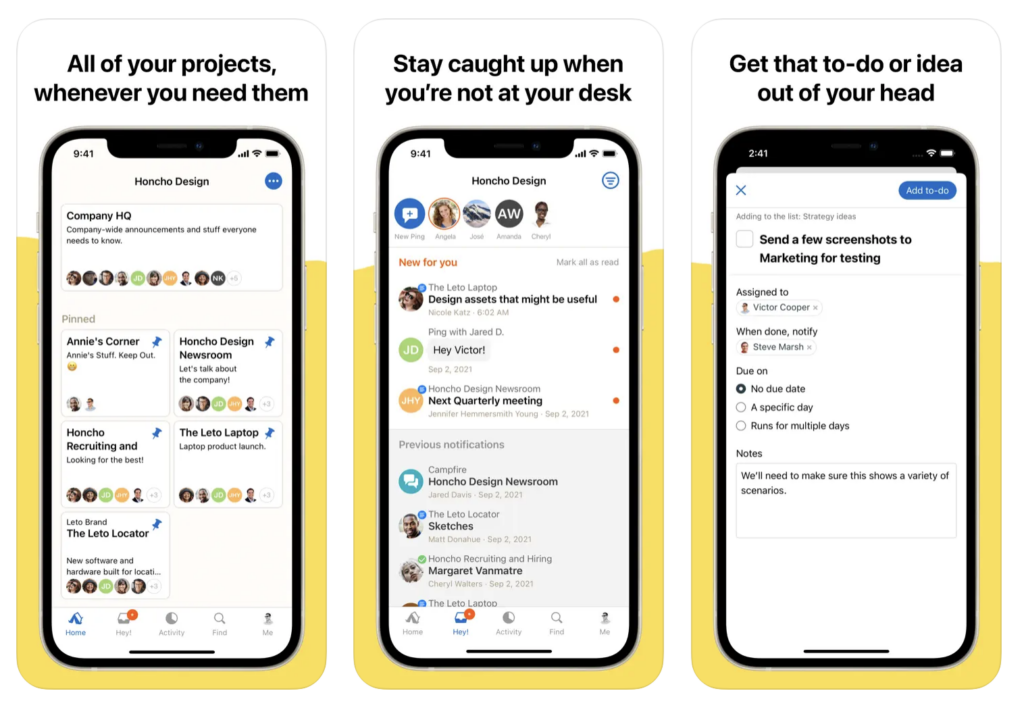 All of your projects,
whenever you need them
9:41
Honcho Design
Company HQ
Company-wide announcements and stuff everyone
needs to know.
JD
JHY
NK
+5
Pinned
Annie's Corner
Annie's Stuff. Keep Out.
Honcho Design
Newsroom
Let's talk about
the company!
JD
JHY
+3
Honcho
Recruiting and
Looking for the best!
JD
JHY
+3
The Leto Laptop
Laptop product launch.
JD
JHY
+3
Leto Brand
The Leto Locator
New software and
hardware built for locati...
JD
+3
Home
Hey!
Activity
Find
Me
Stay caught up when
you're not at your desk
9:41
Honcho Design
AW
New Ping
Angela
José
Amanda
Cheryl
New for you
Mark all as read
The Leto Laptop
Design assets that might be useful
Nicole Katz · 6:02 AM
Ping with Jared D.
JD
Hey Victor!
Sep 2, 2021
Honcho Design Newsroom
JHY
Next Quarterly meeting
Jennifer Hemmersmith Young · Sep 2, 2021
Previous notifications
Campfire
Honcho Design Newsroom
Jared Davis · Sep 2, 2021
The Leto Locator
Sketches
Matt Donahue · Sep 2, 2021
Honcho Recruiting and Hiring
Margaret Vanmatre
Cheryl Walters · Sep 2, 2021
The Leto Laptop
Home
Hey!
Activity
Find
Me
Get that to-do or idea
out of your head
2:41
Add to-do
Adding to the list: Strategy ideas
Send a few screenshots to
Marketing for testing
Assigned to
Victor Cooper ×
When done, notify
Steve Marsh ×
Due on
No due date
A specific day
Runs for multiple days
Notes
We'll need to make sure this shows a variety of
scenarios.